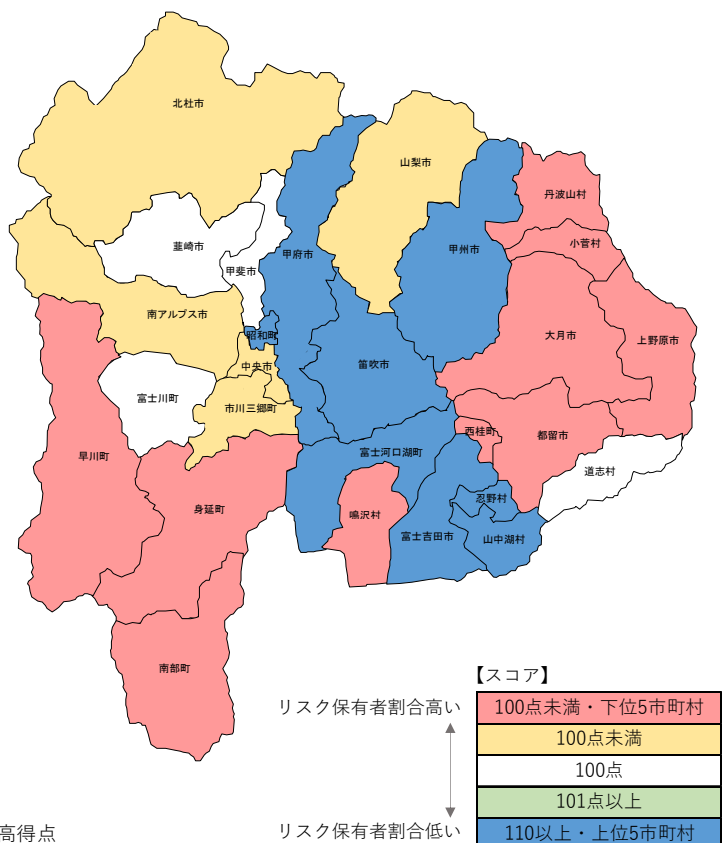 北杜市
山梨市
丹波山村
小菅村
韮崎市
甲斐市
甲府市
甲州市
南アルプス市
昭和町
大月市
上野原市
中央市
笛吹市
富士川町
市川三郷町
早川町
富士河口湖町
西桂町
都留市
道志村
身延町
鳴沢村
忍野村
富士吉田市
山中湖村
南部町
【スコア】
リスク保有者割合高い
100点未満・下位5市町村
100点未満
100点
101点以上
高得点
リスク保有者割合低い
110以上・上位5市町村